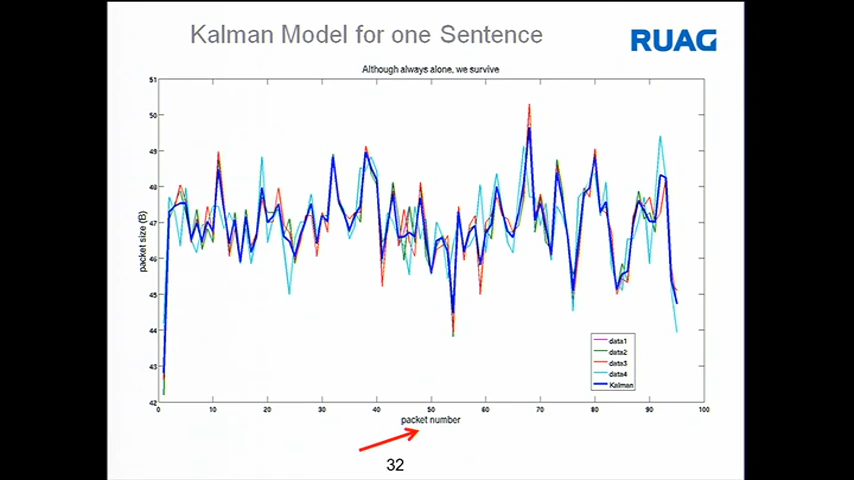 Kalman Model for one Sentence
RUAG
Although always alone, we survive
51
50
49
48
47
46
45
44
43
42
packet size (B)
0 10 20 30 40 50 60 70 80 90 100
packet number
data1
data2
data3
data4
Kalman
32